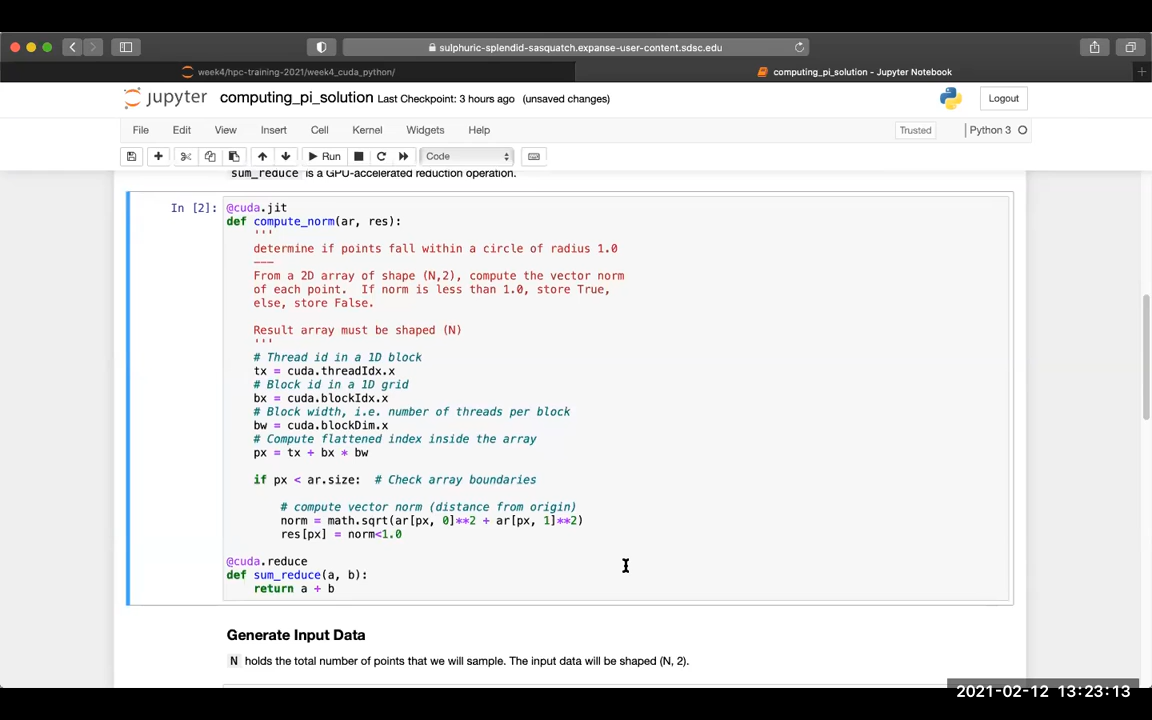 sulphuric-splendid-sasquatch.expanse-user-content.sdsc.edu
week4/hpc-training-2021/week4_cuda_python/
computing_pi_solution - Jupyter Notebook
jupyter computing_pi_solution Last Checkpoint: 3 hours ago (unsaved changes)
Logout
File Edit View Insert Cell Kernel Widgets Help
Trusted
Python 3
Run
Code
sum_reduce is a GPU-accelerated reduction operation.
In [2]:
@cuda.jit
def compute_norm(ar, res):
'''
determine if points fall within a circle of radius 1.0
---
From a 2D array of shape (N,2), compute the vector norm
of each point.  If norm is less than 1.0, store True,
else, store False.
Result array must be shaped (N)
'''
# Thread id in a 1D block
tx = cuda.threadIdx.x
# Block id in a 1D grid
bx = cuda.blockIdx.x
# Block width, i.e. number of threads per block
bw = cuda.blockDim.x
# Compute flattened index inside the array
px = tx + bx * bw
if px < ar.size:  # Check array boundaries
# compute vector norm (distance from origin)
norm = math.sqrt(ar[px, 0]**2 + ar[px, 1]**2)
res[px] = norm<1.0
@cuda.reduce
def sum_reduce(a, b):
return a + b
Generate Input Data
N holds the total number of points that we will sample. The input data will be shaped (N, 2).
2021-02-12 13:23:13